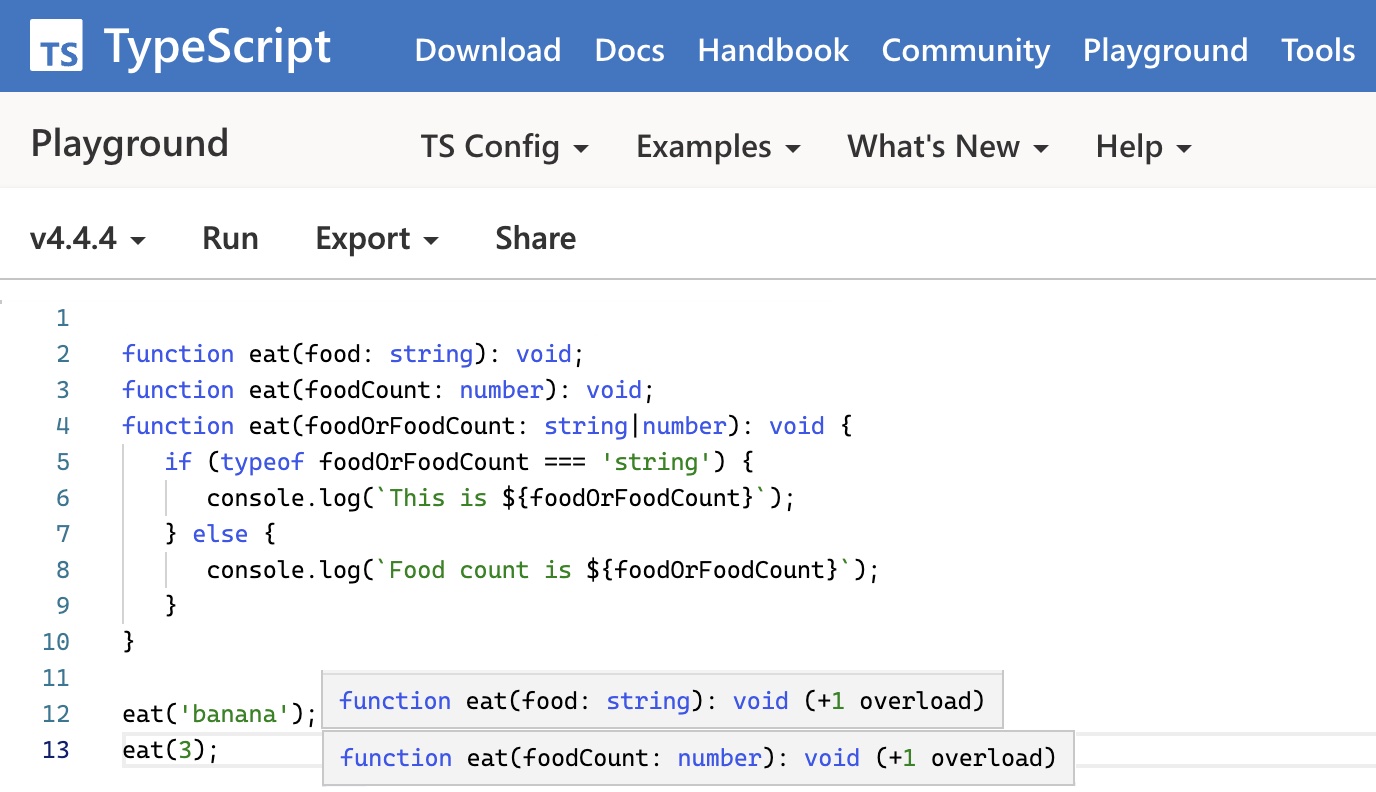 TS TypeScript Download Docs Handbook Community Playground Tools
Playground TS Config Examples What's New Help
v4.4.4 Run Export Share
1
2 function eat(food: string): void;
3 function eat(foodCount: number): void;
4 function eat(foodOrFoodCount: string|number): void {
5 if (typeof foodOrFoodCount === 'string') {
6 console.log(`This is ${foodOrFoodCount}`);
7 } else {
8 console.log(`Food count is ${foodOrFoodCount}`);
9 }
10 }
11
function eat(food: string): void (+1 overload)
12 eat('banana');
13 eat(3);
function eat(foodCount: number): void (+1 overload)